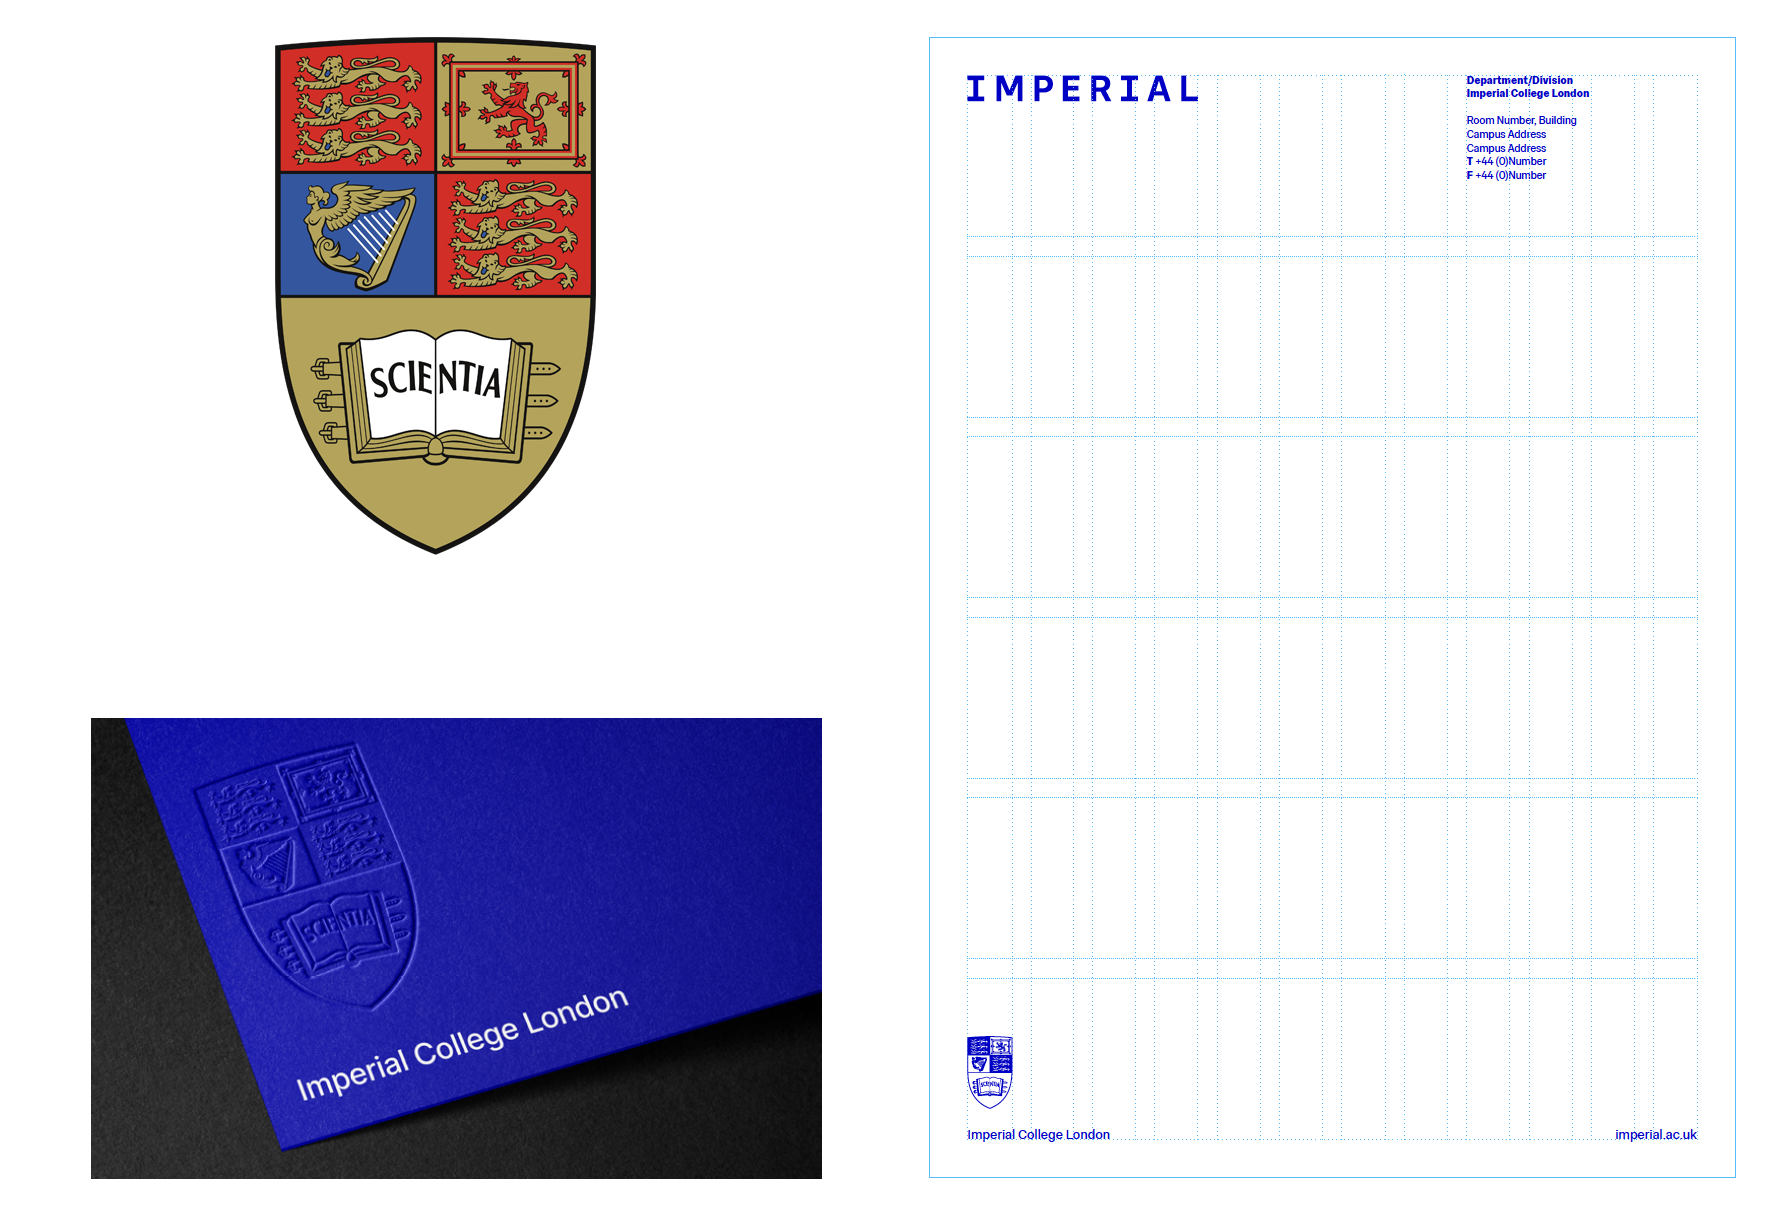 SCIENTIA
SCIENTIA
Imperial College London
IMPERIAL
Department/Division
Imperial College London
Room Number, Building
Campus Address
Campus Address
T +44 (0)Number
F +44 (0)Number
SCIENTIA
Imperial College London
imperial.ac.uk